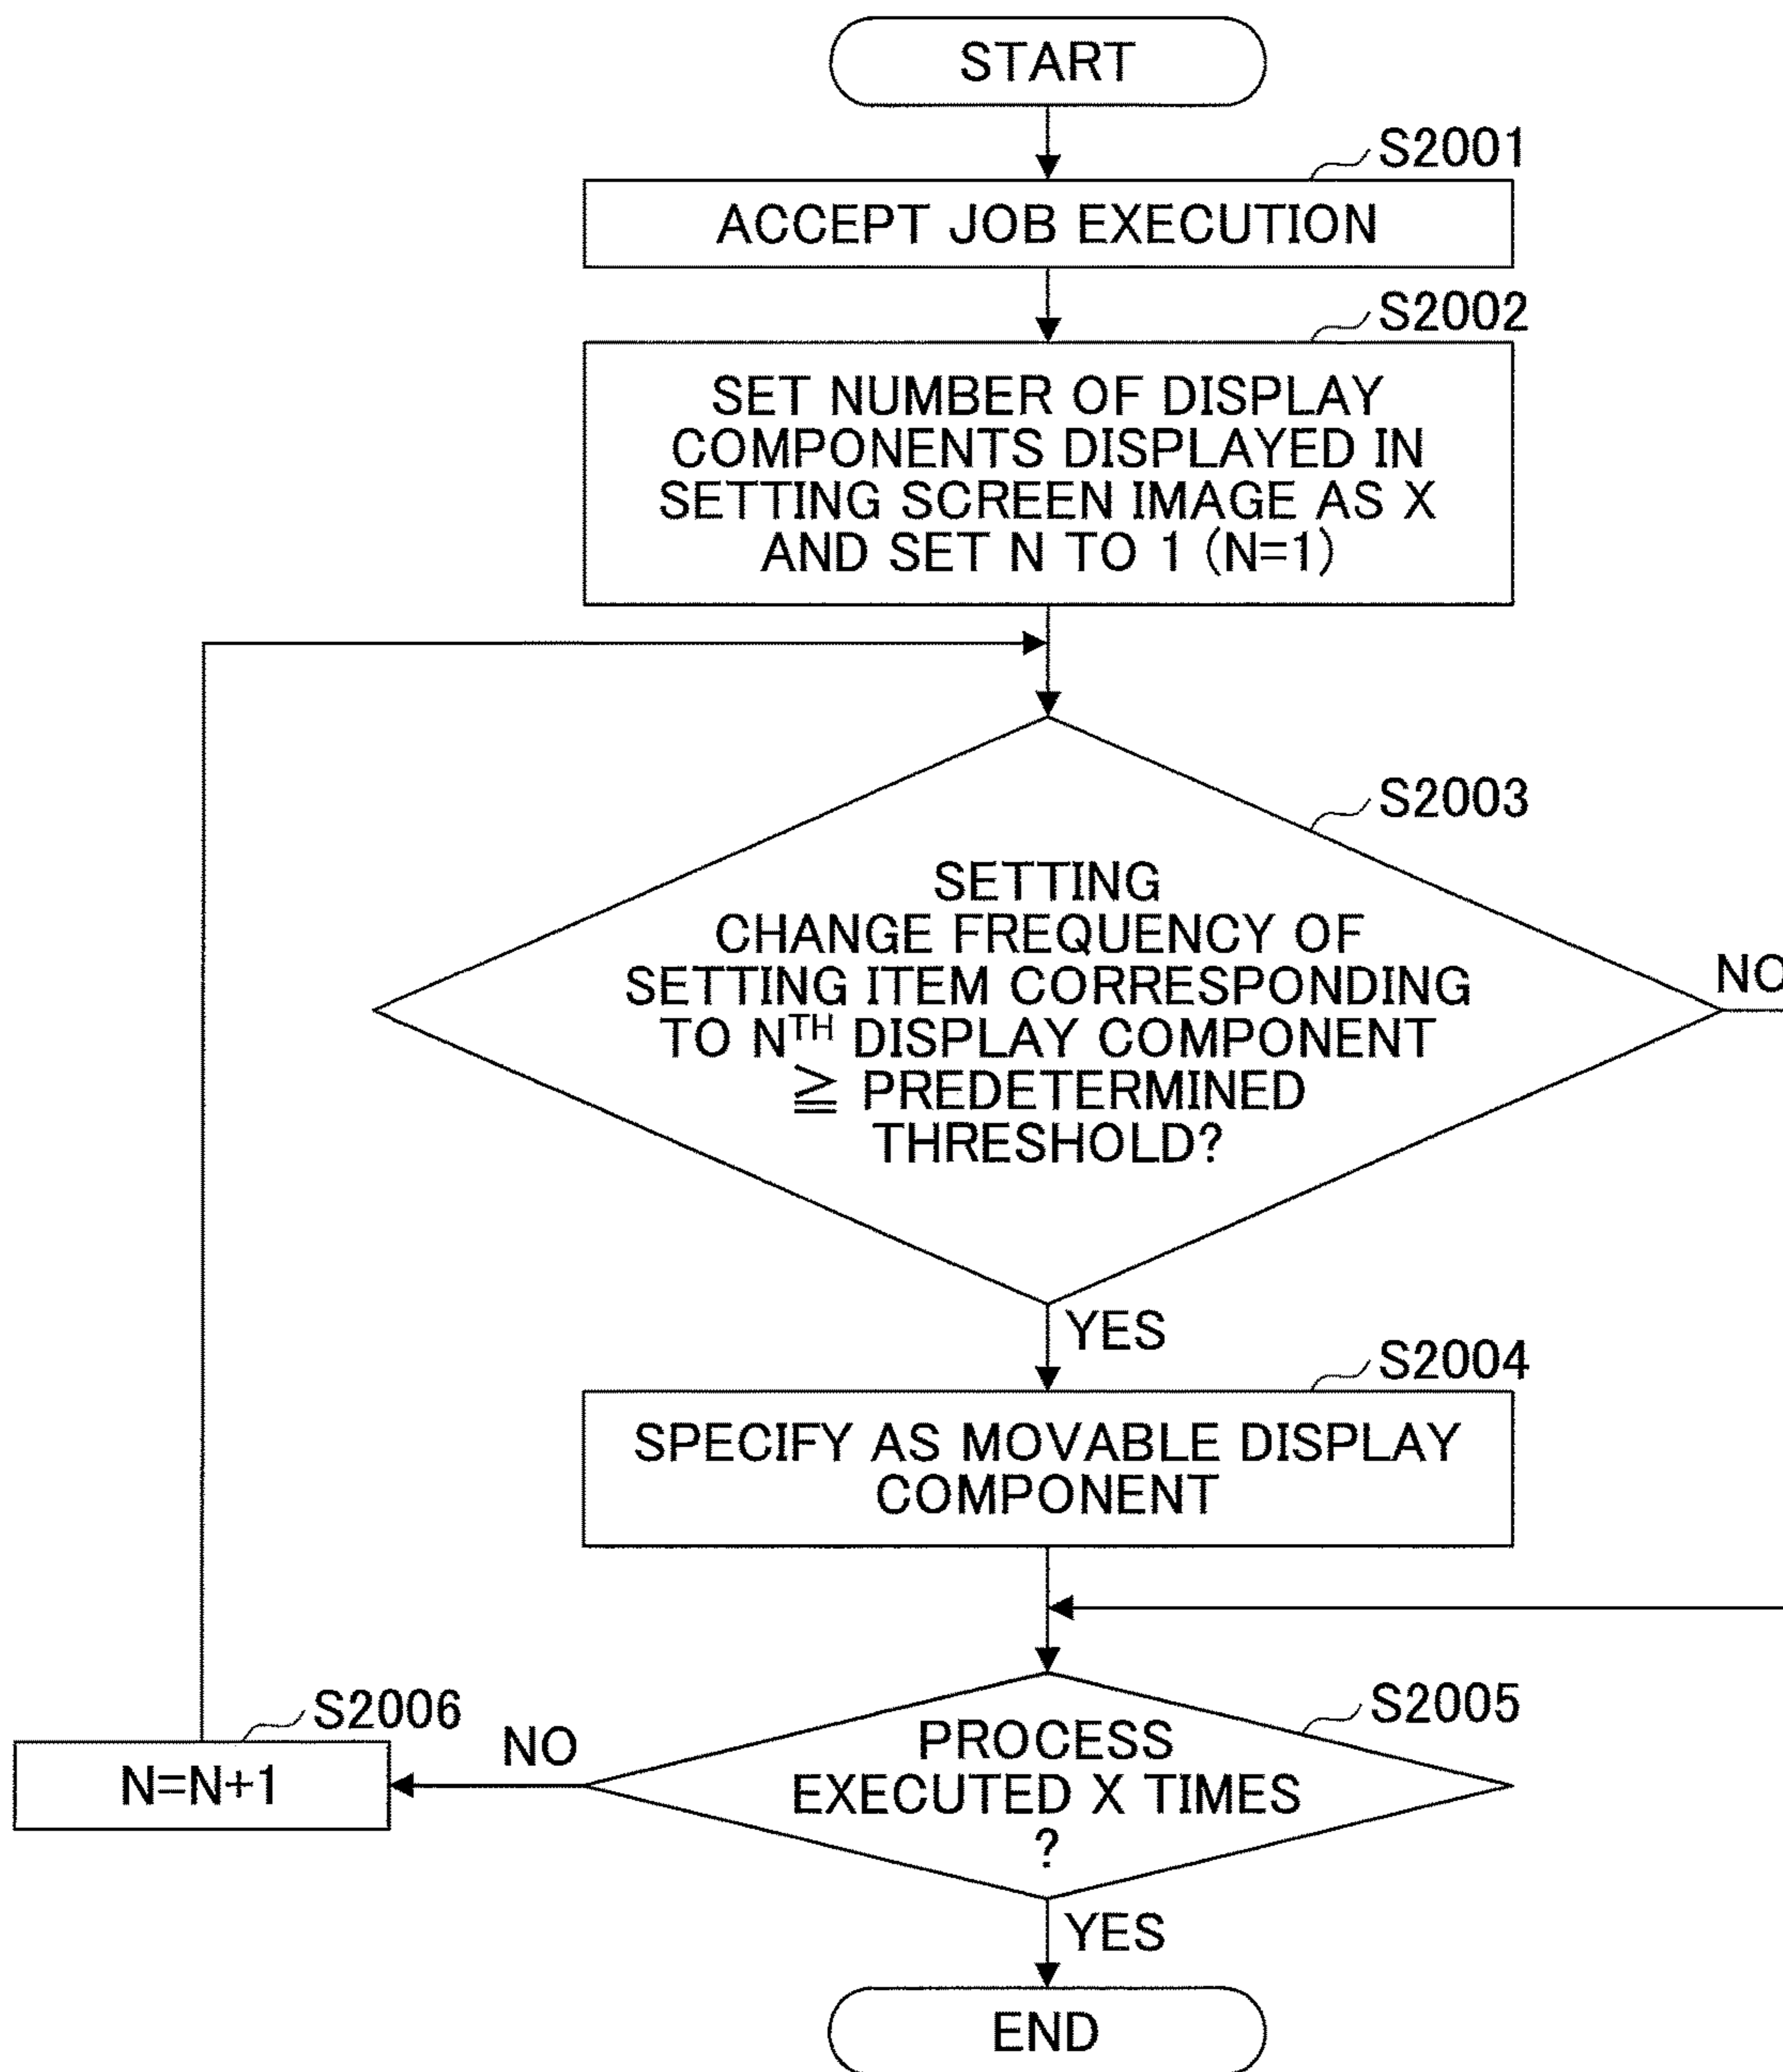 START
S2001
ACCEPT JOB EXECUTION
S2002
SET NUMBER OF DISPLAY
COMPONENTS DISPLAYED IN
SETTING SCREEN IMAGE AS X
AND SET N TO 1 (N=1)
S2003
SETTING
CHANGE FREQUENCY OF
SETTING ITEM CORRESPONDING
TO Nᵀᴴ DISPLAY COMPONENT
≧ PREDETERMINED
THRESHOLD?
NO
YES
S2004
SPECIFY AS MOVABLE DISPLAY
COMPONENT
S2005
PROCESS
EXECUTED X TIMES
?
NO
S2006
N=N+1
YES
END